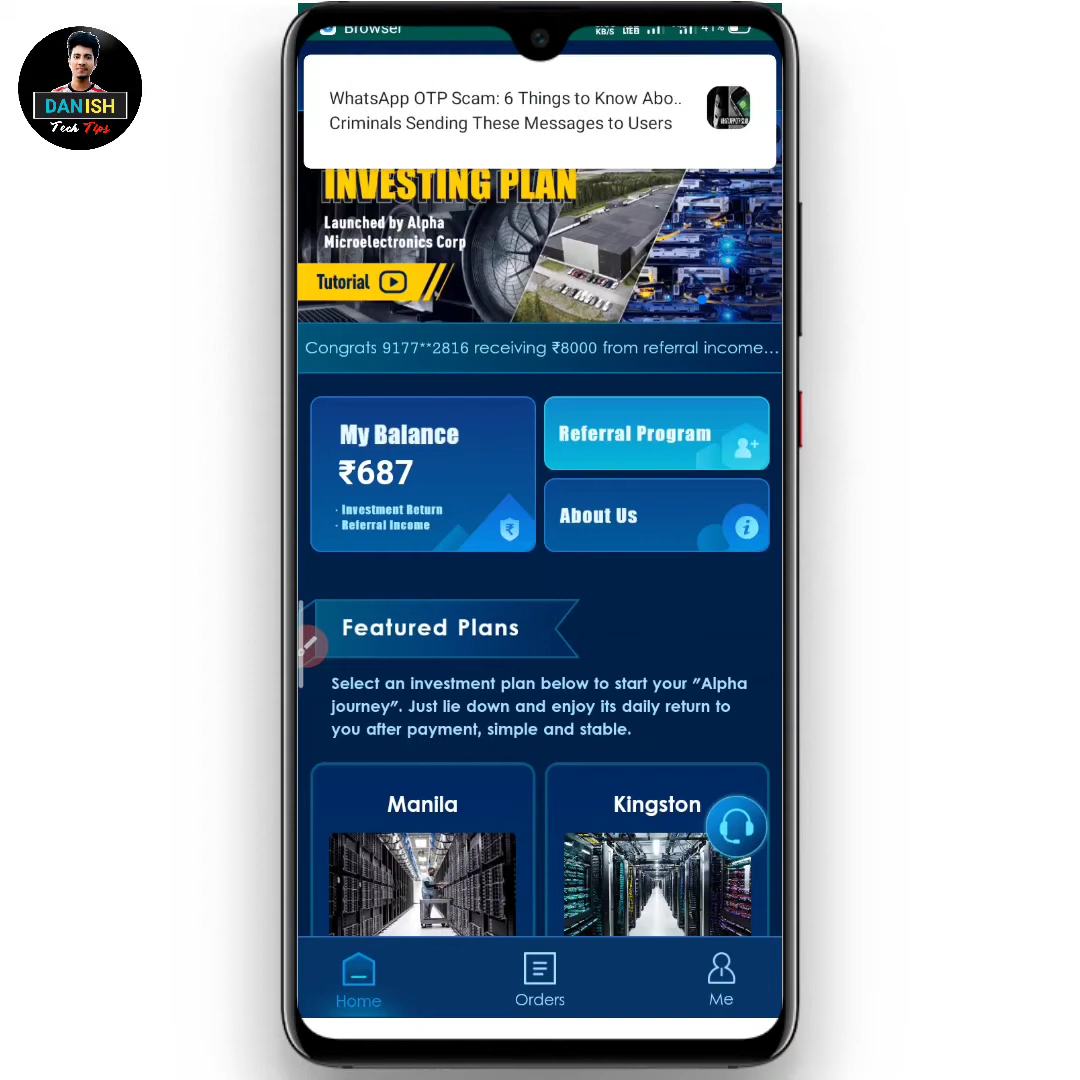 DANISH
Tech Tips
Browser
KB/S
41%
WhatsApp OTP Scam: 6 Things to Know Abo..
Criminals Sending These Messages to Users
INVESTING PLAN
Launched by Alpha
Microelectronics Corp
Tutorial
Congrats 9177**2816 receiving ₹8000 from referral income...
My Balance
₹687
· Investment Return
· Referral Income
Referral Program
About Us
Featured Plans
Select an investment plan below to start your "Alpha
journey". Just lie down and enjoy its daily return to
you after payment, simple and stable.
Manila
Kingston
Home
Orders
Me